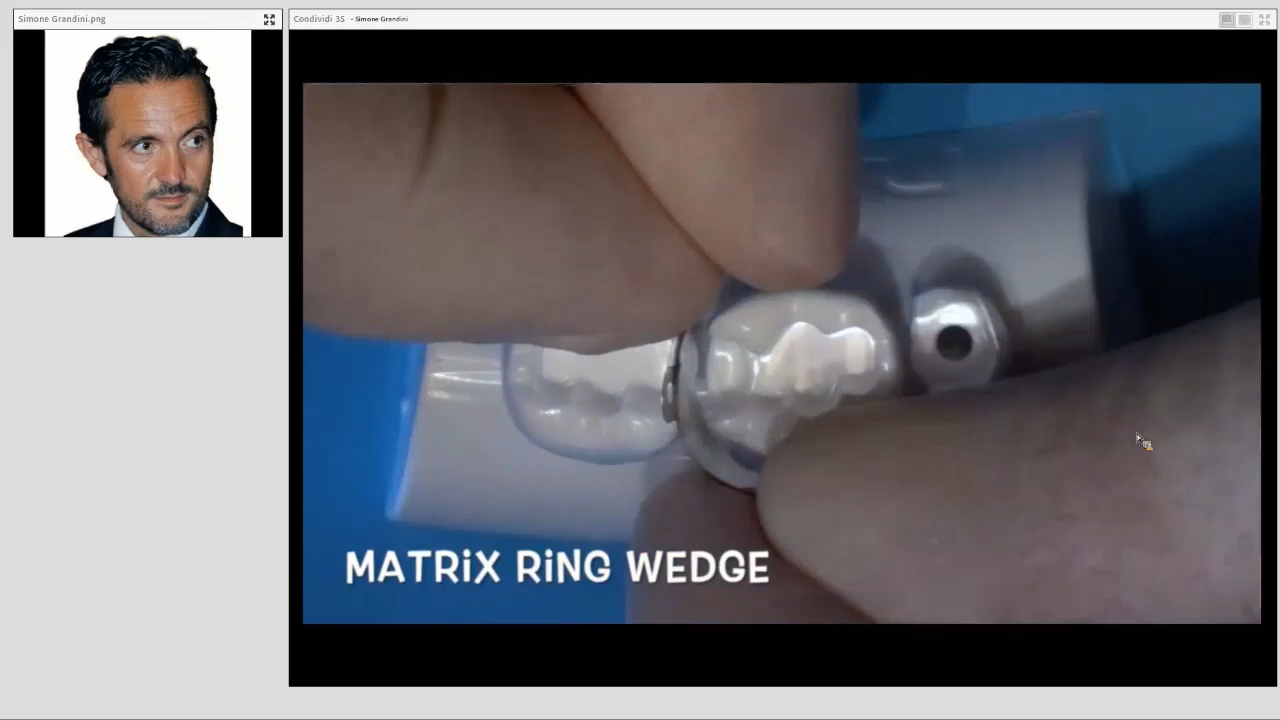 Simone Grandini.png
Condividi 35 - Simone Grandini
MATRiX RiNG WEDGE